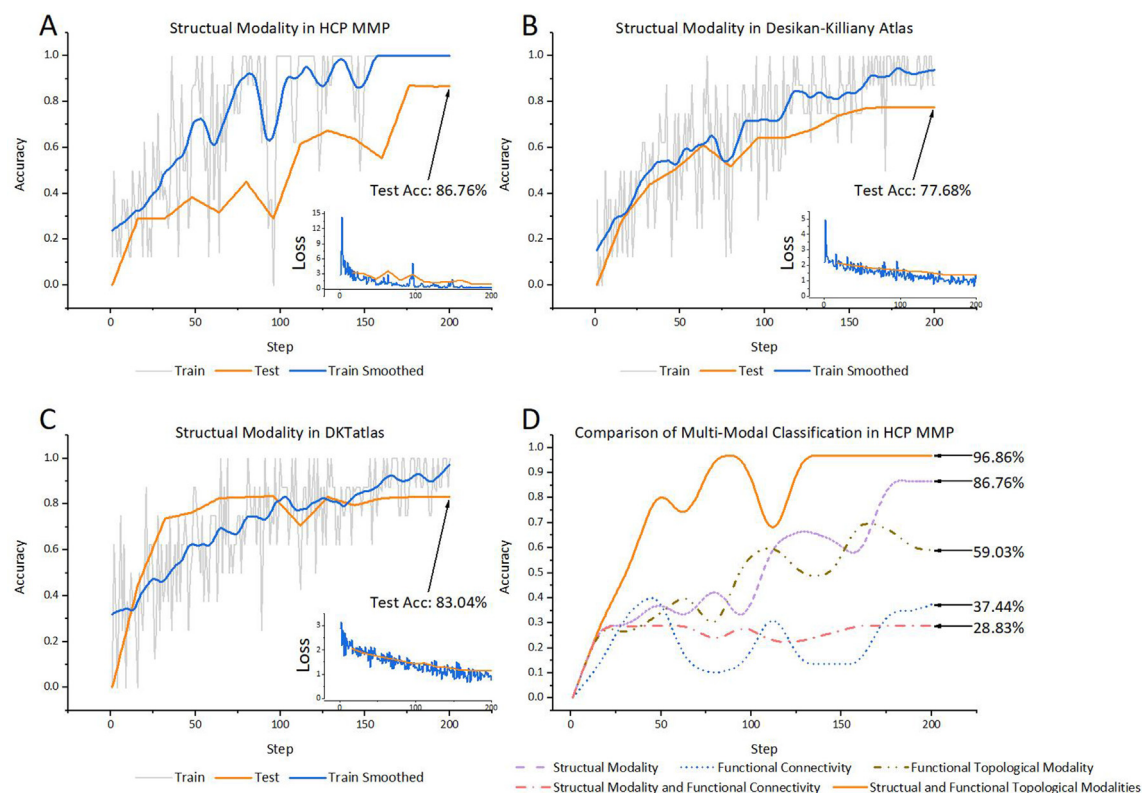 A
Structual Modality in HCP MMP
1.0
0.8
0.6
0.4
0.2
0.0
Accuracy
Test Acc: 86.76%
15
12
9
6
3
0
Loss
0
100
200
0
50
100
150
200
Step
Train
Test
Train Smoothed
B
Structual Modality in Desikan-Killiany Atlas
1.0
0.8
0.6
0.4
0.2
0.0
Accuracy
Test Acc: 77.68%
5
4
3
2
1
0
Loss
0
100
200
0
50
100
150
200
Step
Train
Test
Train Smoothed
C
Structual Modality in DKTatlas
1.0
0.8
0.6
0.4
0.2
0.0
Accuracy
Test Acc: 83.04%
3
2
1
0
Loss
0
100
200
0
50
100
150
200
Step
Train
Test
Train Smoothed
D
Comparison of Multi-Modal Classification in HCP MMP
1.0
0.9
0.8
0.7
0.6
0.5
0.4
0.3
0.2
0.1
0.0
Accuracy
96.86%
86.76%
59.03%
37.44%
28.83%
0
50
100
150
200
Step
Structual Modality
Functional Connectivity
Functional Topological Modality
Structual Modality and Functional Connectivity
Structual and Functional Topological Modalities